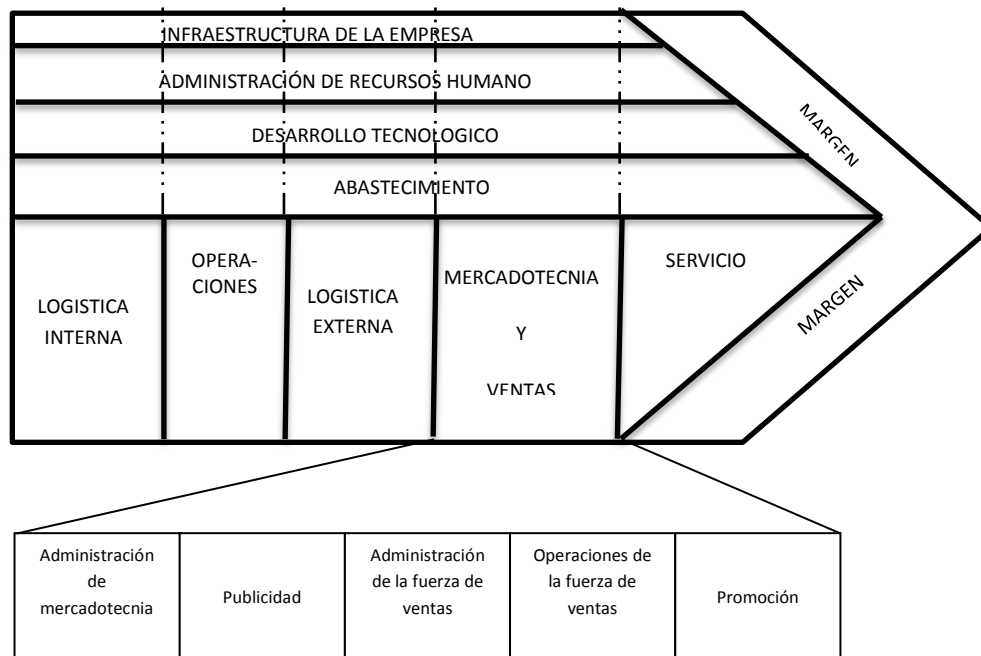 INFRAESTRUCTURA DE LA EMPRESA
ADMINISTRACIÓN DE RECURSOS HUMANO
DESARROLLO TECNOLOGICO
ABASTECIMIENTO
MARGEN
LOGISTICA
INTERNA
OPERA-
CIONES
LOGISTICA
EXTERNA
MERCADOTECNIA
Y
VENTAS
SERVICIO
MARGEN
Administración
de
mercadotecnia
Publicidad
Administración
de la fuerza de
ventas
Operaciones de
la fuerza de
ventas
Promoción